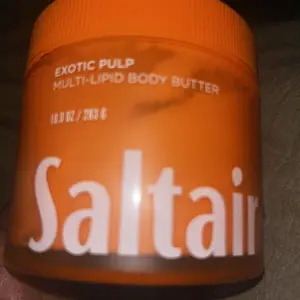 EXOTIC PULP
MULTI-LIPID BODY BUTTER
10.0 OZ / 283 G
Saltair